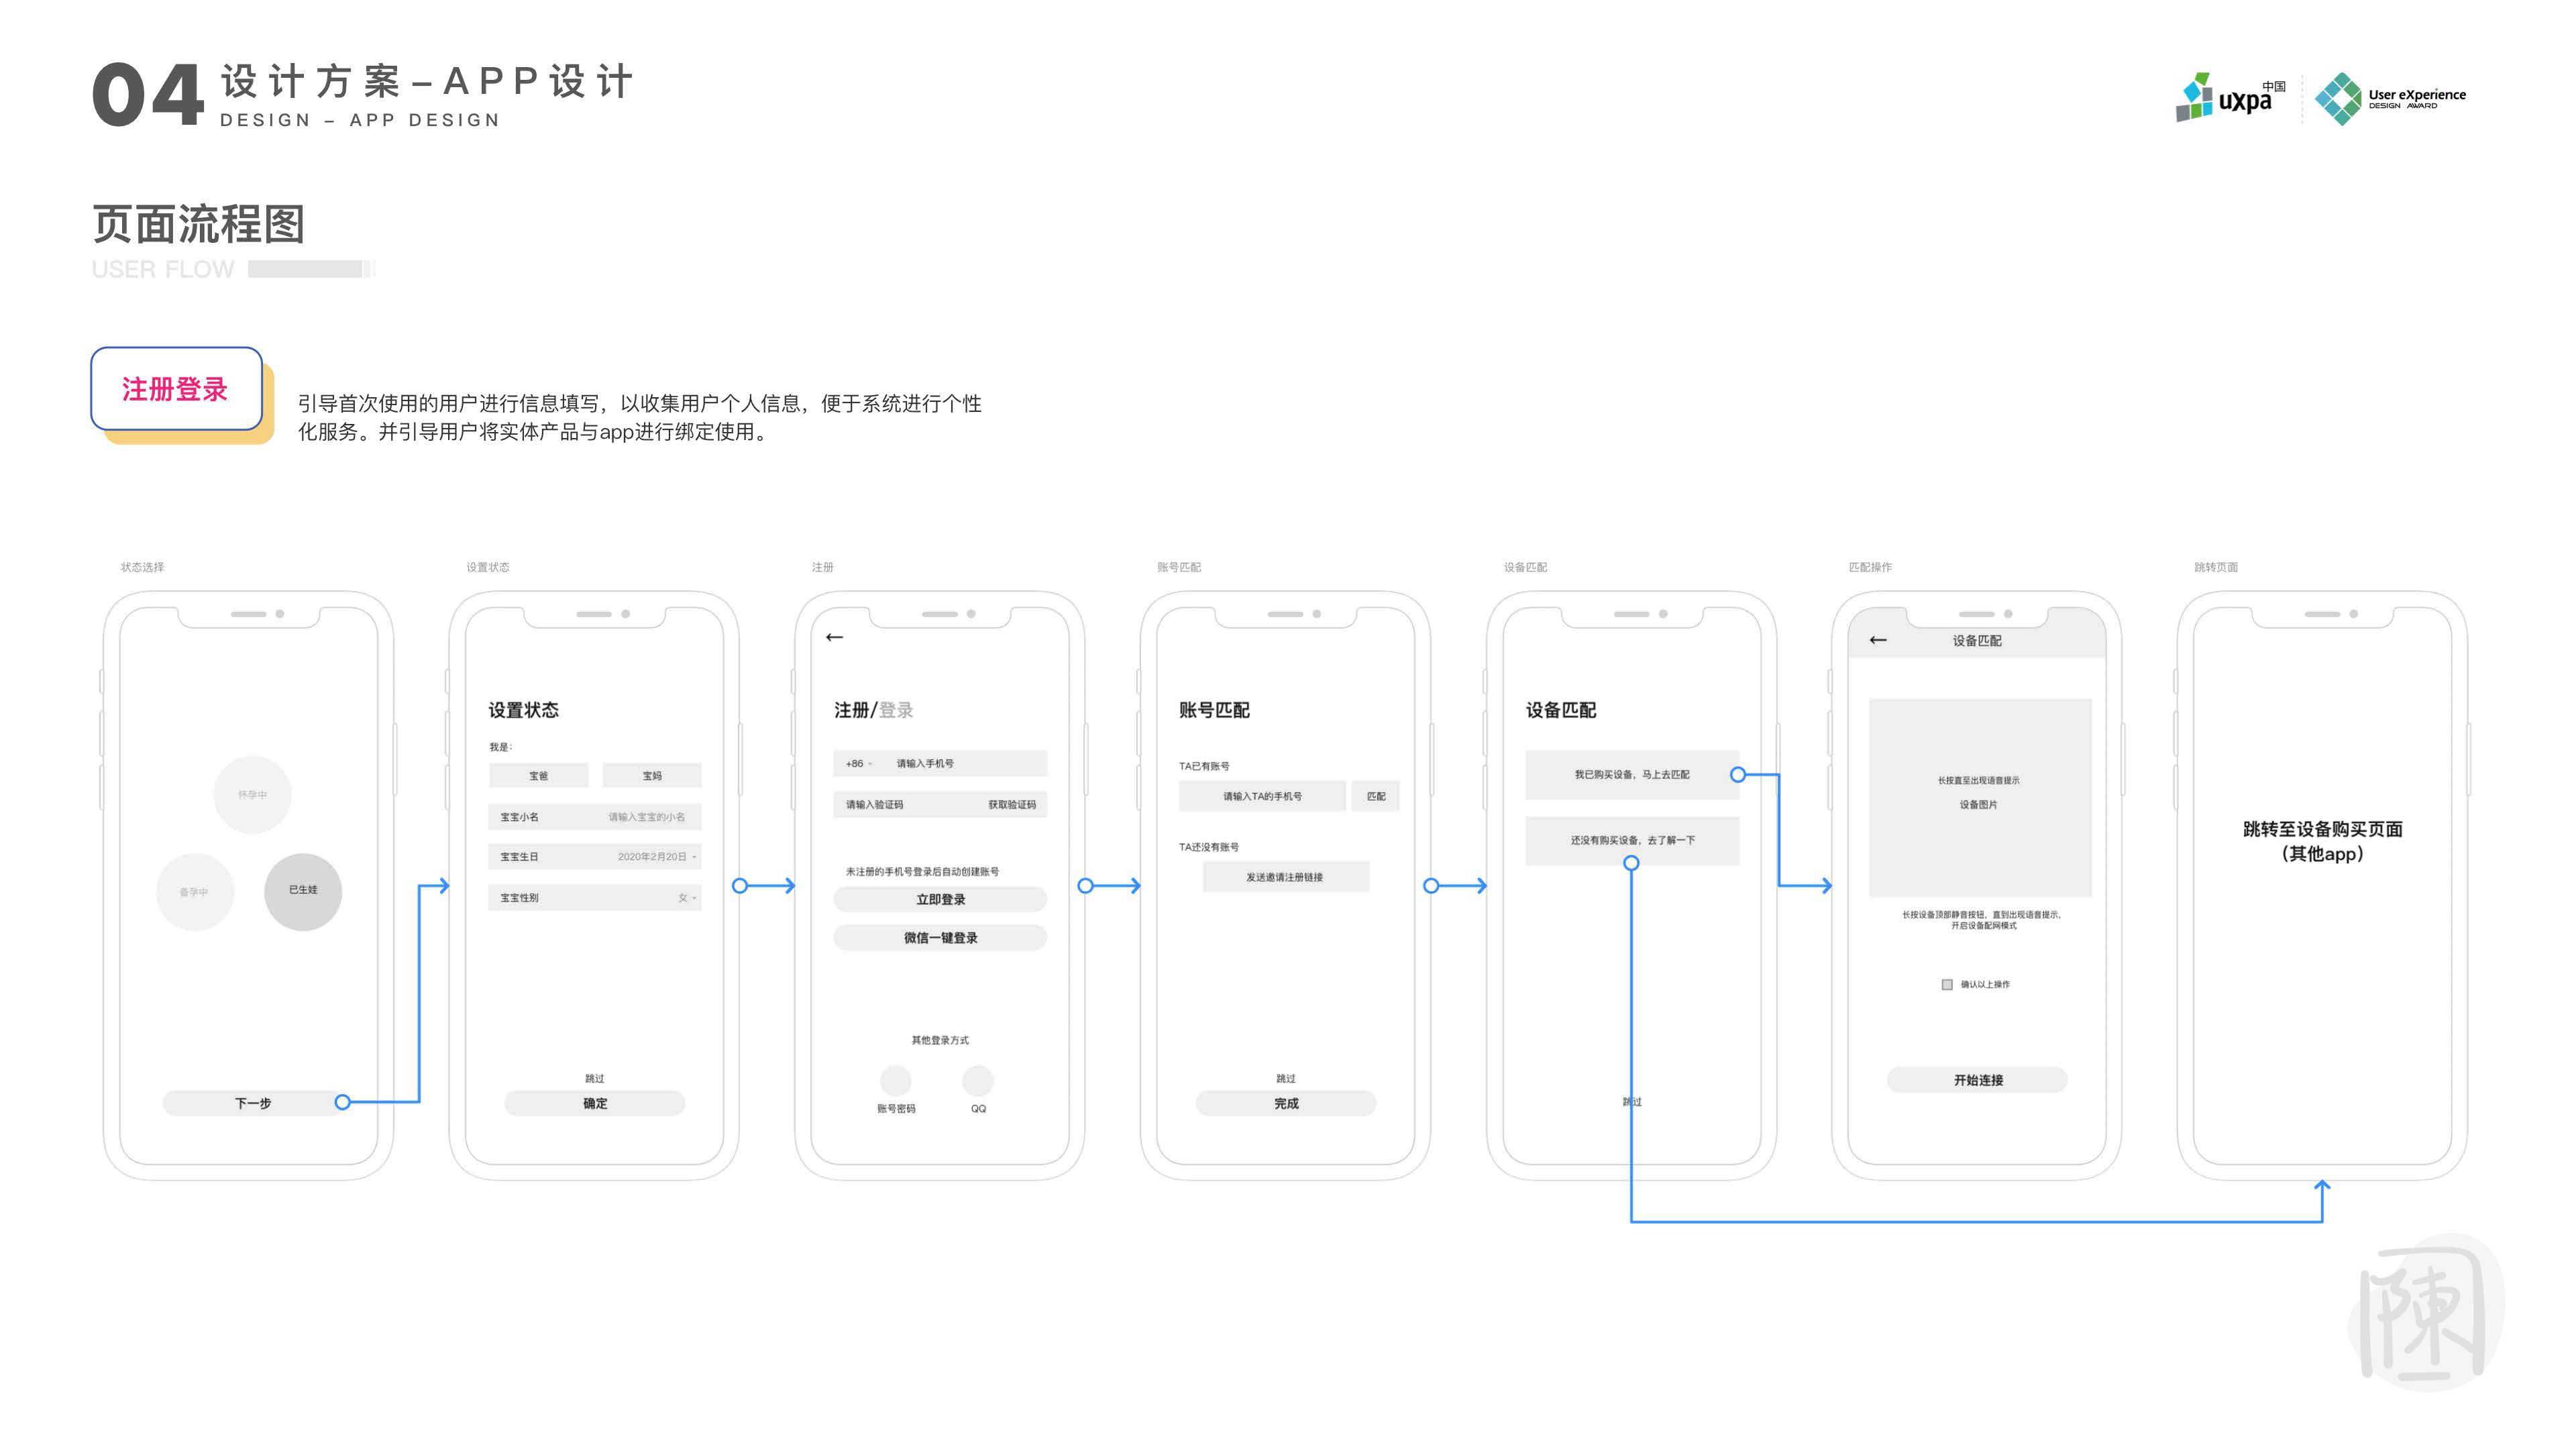 04
设计方案–APP设计
DESIGN – APP DESIGN
uxpa中国
User eXperience
DESIGN AWARD
页面流程图
USER FLOW
注册登录
引导首次使用的用户进行信息填写，以收集用户个人信息，便于系统进行个性
化服务。并引导用户将实体产品与app进行绑定使用。
状态选择
怀孕中
备孕中
已生娃
下一步
设置状态
设置状态
我是：
宝爸
宝妈
宝宝小名
请输入宝宝的小名
宝宝生日
2020年2月20日
宝宝性别
女
跳过
确定
注册
←
注册/登录
+86
请输入手机号
请输入验证码
获取验证码
未注册的手机号登录后自动创建账号
立即登录
微信一键登录
其他登录方式
账号密码
QQ
账号匹配
账号匹配
TA已有账号
请输入TA的手机号
匹配
TA还没有账号
发送邀请注册链接
跳过
完成
设备匹配
设备匹配
我已购买设备，马上去匹配
还没有购买设备，去了解一下
跳过
匹配操作
←
设备匹配
长按直至出现语音提示
设备图片
长按设备顶部静音按钮，直到出现语音提示，
开启设备配网模式
确认以上操作
开始连接
跳转页面
跳转至设备购买页面
（其他app）
陳